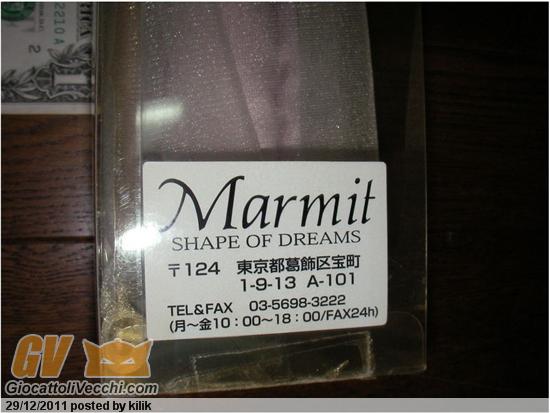 2210 A
2
Marmit
SHAPE OF DREAMS
〒124 東京都葛飾区宝町
1-9-13 A-101
TEL&FAX 03-5698-3222
(月～金10：00～18：00/FAX24h)
GV
GiocattoliVecchi.com
29/12/2011 posted by kilik